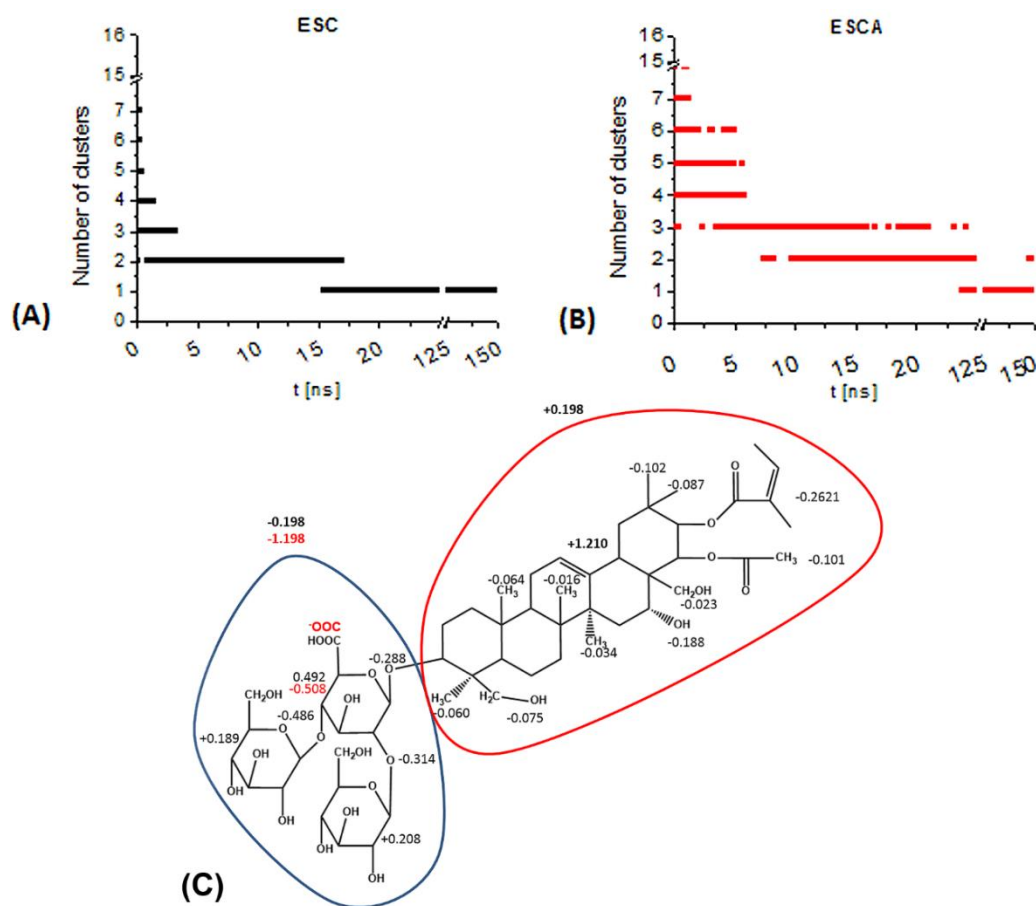 ESC
16
15
7
6
5
4
3
2
1
0
Number of dusters
0
5
10
15
20
125
150
t [ns]
(A)
ESCA
16
15
7
6
5
4
3
2
1
0
Number of dusters
0
5
10
15
20
125
150
t [ns]
(B)
+0.198
-0.102
-0.087
O
-0.2621
O
-0.198
-1.198
+1.210
O
CH₃
-0.101
-0.064
-0.016
CH₃
CH₃
CH₂OH
O
-0.023
OH
-0.188
CH₃
-0.034
-OOC
HOOC
-0.288
O
0.492
-0.508
O
H₃C
H₂C
OH
-0.060
-0.075
CH₂OH
-0.486
OH
O
O
CH₂OH
O
-0.314
+0.189
OH
OH
OH
O
OH
OH
+0.208
OH
(C)